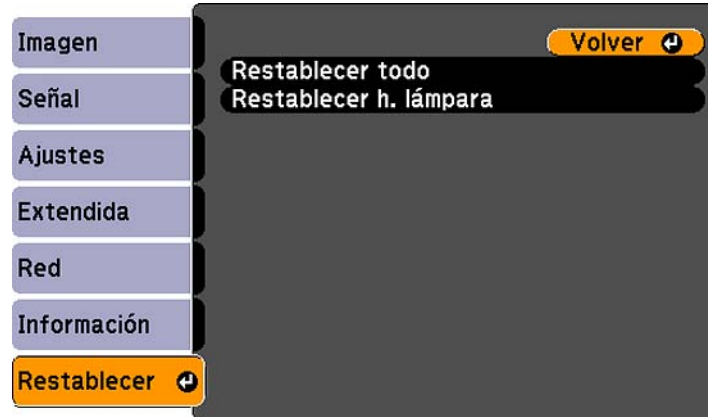 Imagen
Señal
Ajustes
Extendida
Red
Información
Restablecer
Volver
Restablecer todo
Restablecer h. lámpara